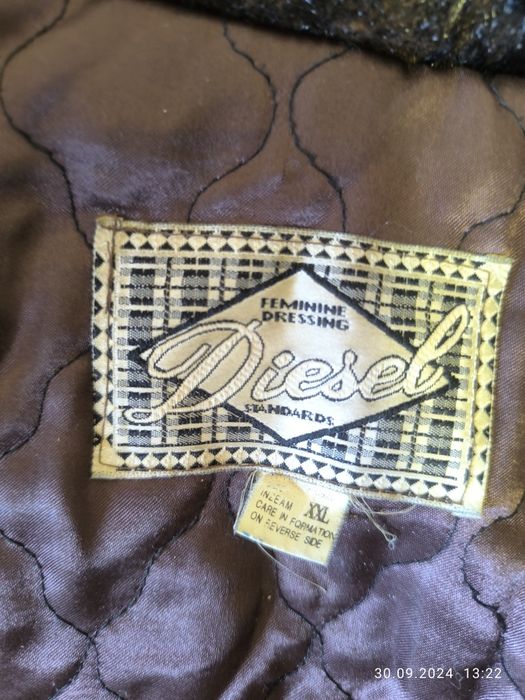 FEMININE
DRESSING
Diesel
STANDARDS
INSEAM XXL
CARE IN FORMATION
ON REVERSE SIDE
30.09.2024 13:22